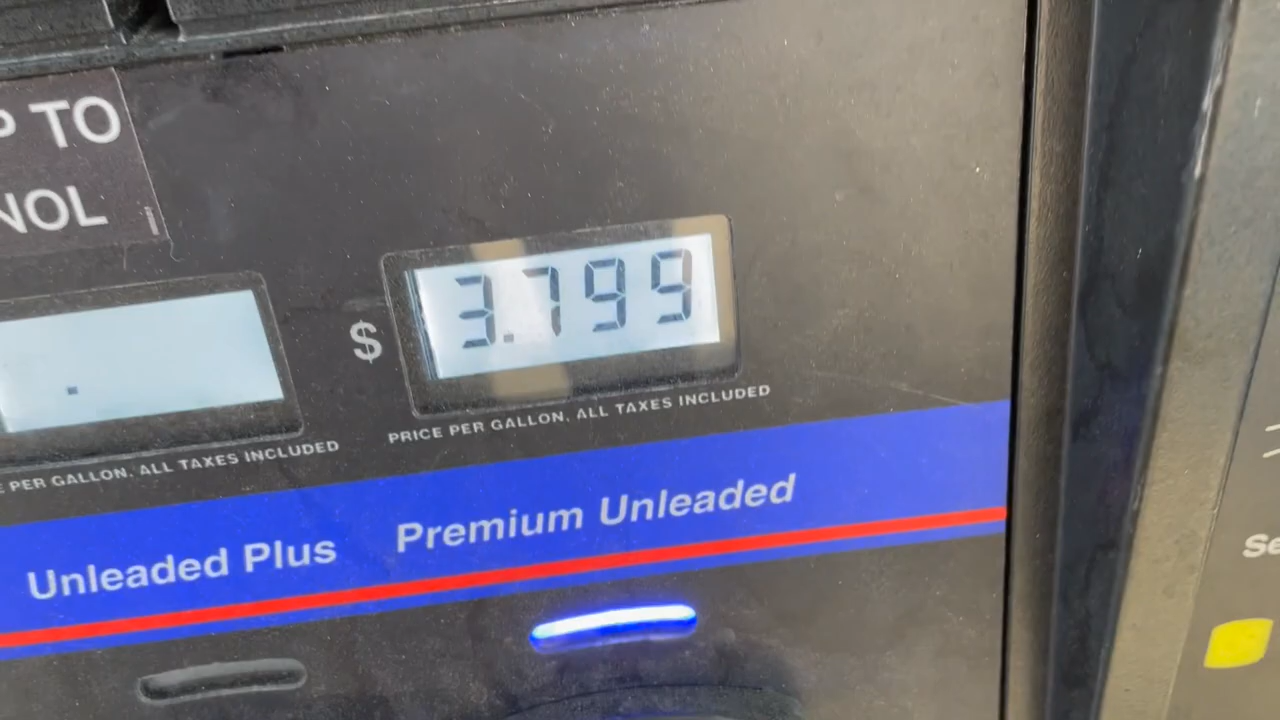 P TO
NOL
.
$ 3.799
E PER GALLON, ALL TAXES INCLUDED
PRICE PER GALLON, ALL TAXES INCLUDED
Unleaded Plus
Premium Unleaded
Se